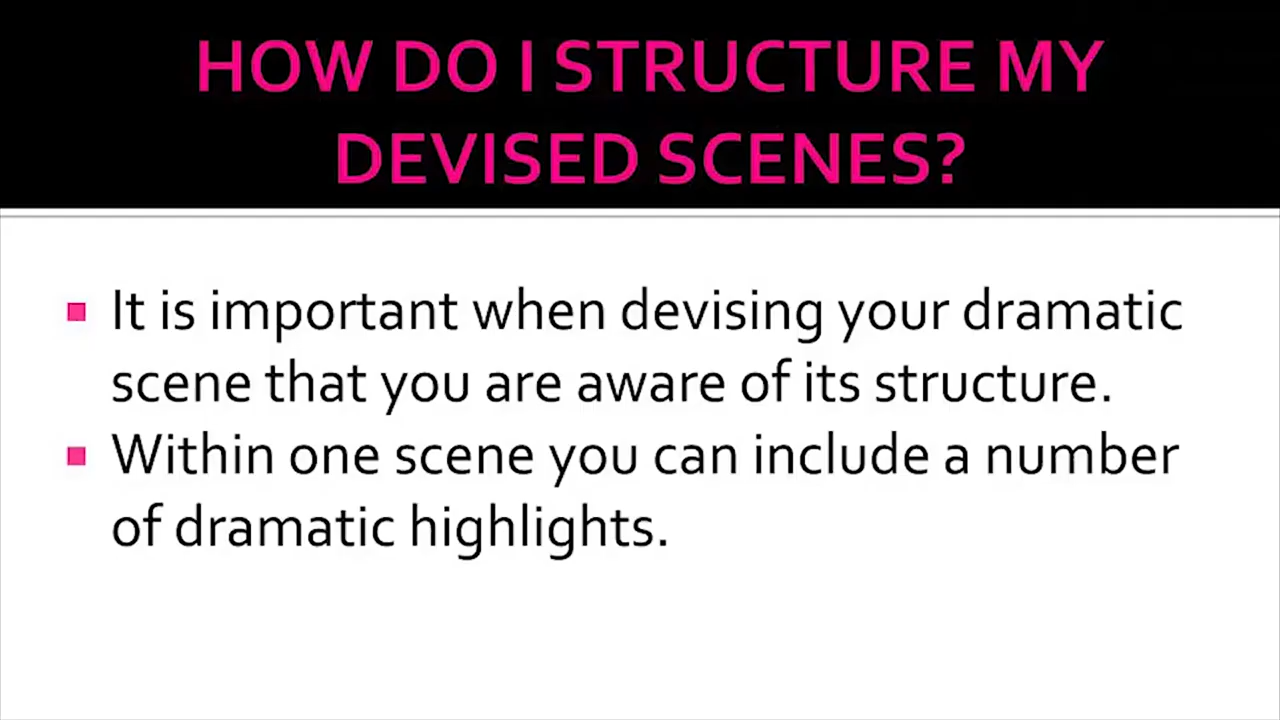 HOW DO I STRUCTURE MY
DEVISED SCENES?
It is important when devising your dramatic
scene that you are aware of its structure.
Within one scene you can include a number
of dramatic highlights.